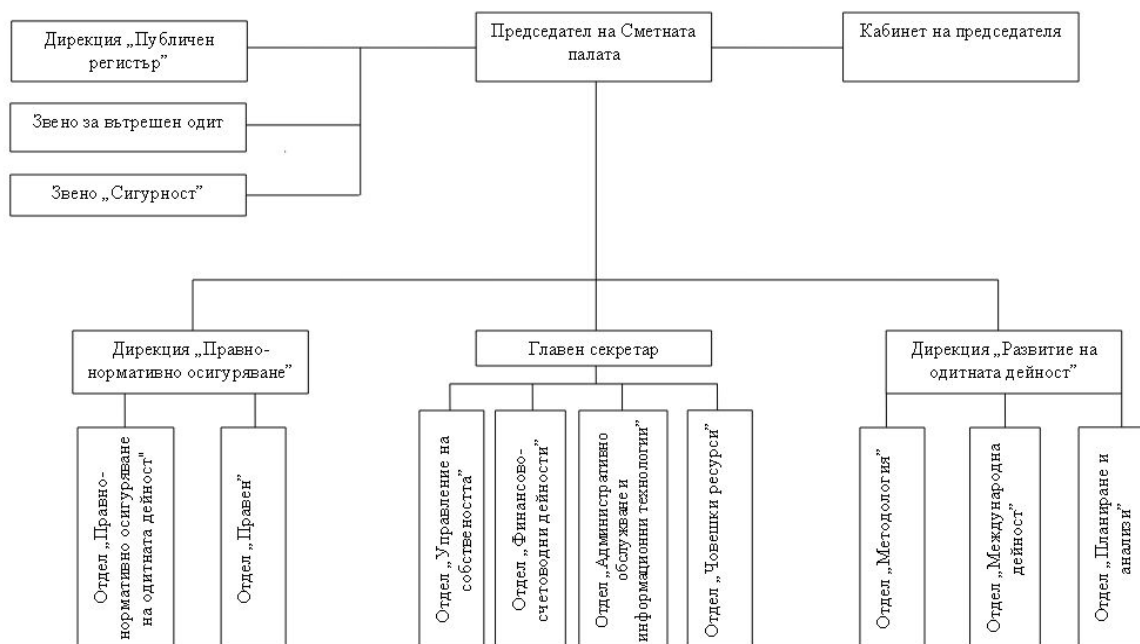 Дирекция „Публичен
регистър”
Председател на Сметната
палата
Кабинет на председателя
Звено за вътрешен одит
Звено „Сигурност”
Дирекция „Правно-
нормативно осигуряване”
Главен секретар
Дирекция „Развитие на
одитната дейност”
Отдел „Правно-
нормативно осигуряване
на одитната дейност"
Отдел „Правен”
Отдел „Управление на
собствеността”
Отдел „Финансово-
счетоводни дейности”
Отдел „Административно
обслужване и
информационни технологии”
Отдел „Човешки ресурси”
Отдел „Методология”
Отдел „Международна
дейност”
Отдел „Планиране и
анализи”